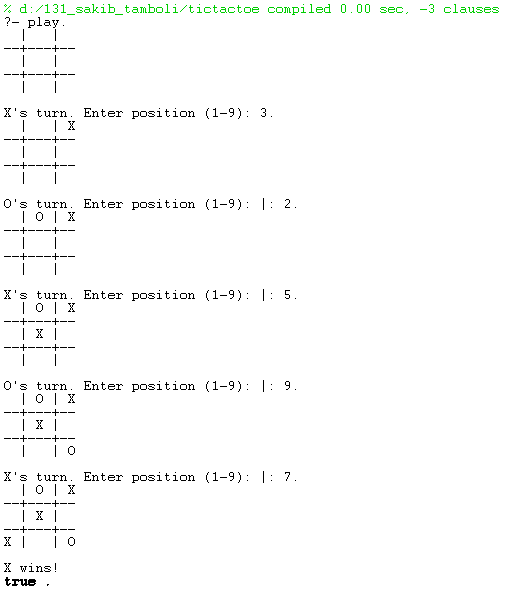 % d:/131_sakib_tamboli/tictactoe compiled 0.00 sec, -3 clauses
?- play.
  |   |
--+---+--
  |   |
--+---+--
  |   |
X's turn. Enter position (1-9): 3.
  |   | X
--+---+--
  |   |
--+---+--
  |   |
O's turn. Enter position (1-9): |: 2.
  | O | X
--+---+--
  |   |
--+---+--
  |   |
X's turn. Enter position (1-9): |: 5.
  | O | X
--+---+--
  | X |
--+---+--
  |   |
O's turn. Enter position (1-9): |: 9.
  | O | X
--+---+--
  | X |
--+---+--
  |   | O
X's turn. Enter position (1-9): |: 7.
  | O | X
--+---+--
  | X |
--+---+--
X |   | O
X wins!
true .